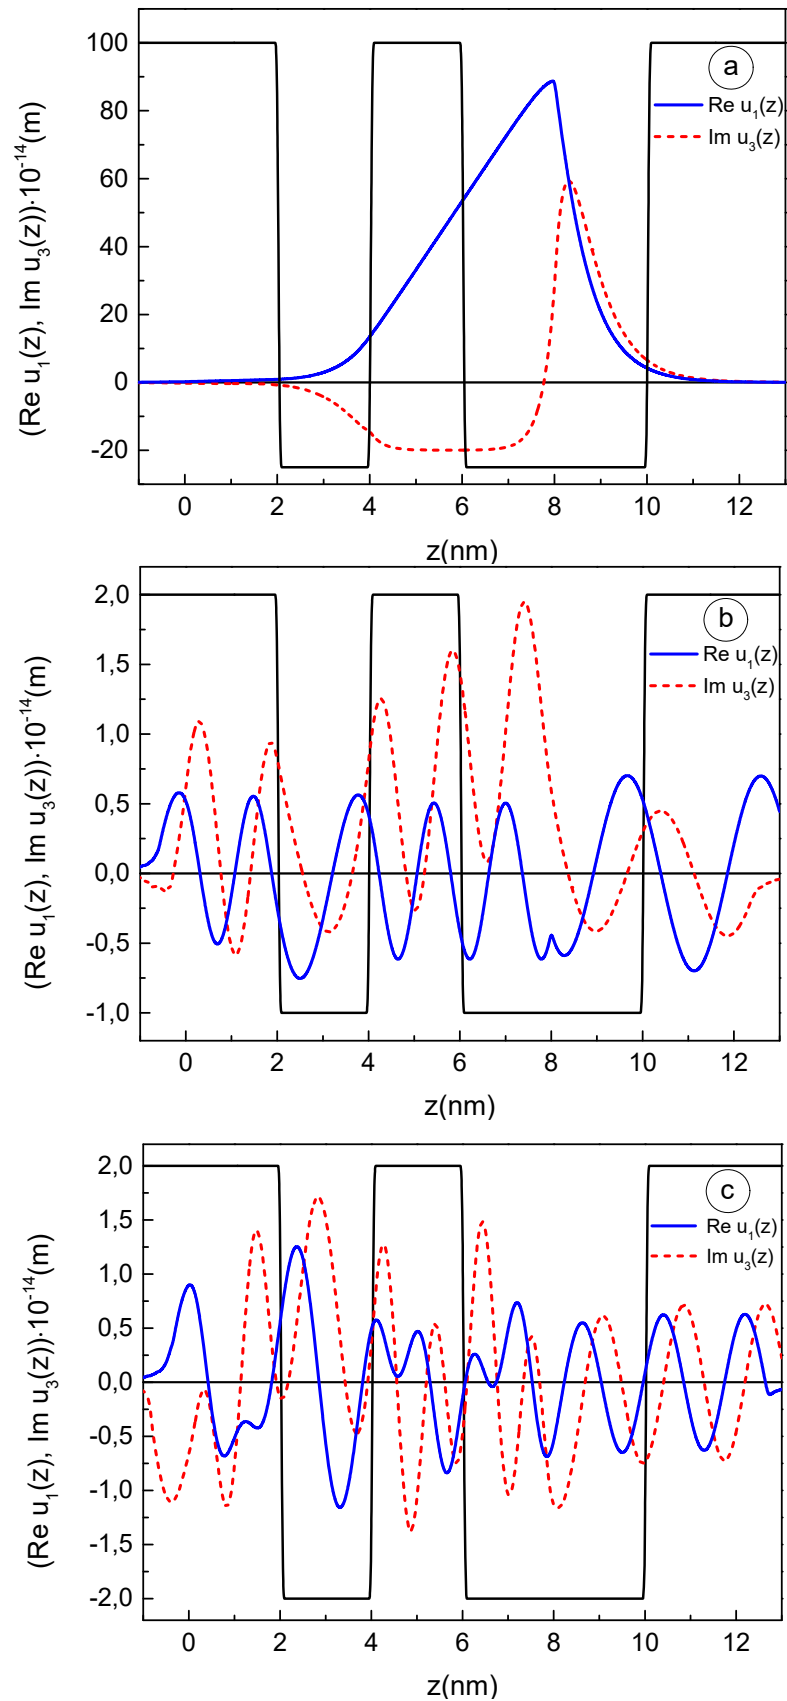 (Re u₁(z), Im u₃(z))·10⁻¹⁴(m)
100
80
60
40
20
0
-20
a
Re u₁(z)
Im u₃(z)
0 2 4 6 8 10 12
z(nm)
(Re u₁(z), Im u₃(z))·10⁻¹⁴(m)
2,0
1,5
1,0
0,5
0,0
-0,5
-1,0
b
Re u₁(z)
Im u₃(z)
0 2 4 6 8 10 12
z(nm)
(Re u₁(z), Im u₃(z))·10⁻¹⁴(m)
2,0
1,5
1,0
0,5
0,0
-0,5
-1,0
-1,5
-2,0
c
Re u₁(z)
Im u₃(z)
0 2 4 6 8 10 12
z(nm)